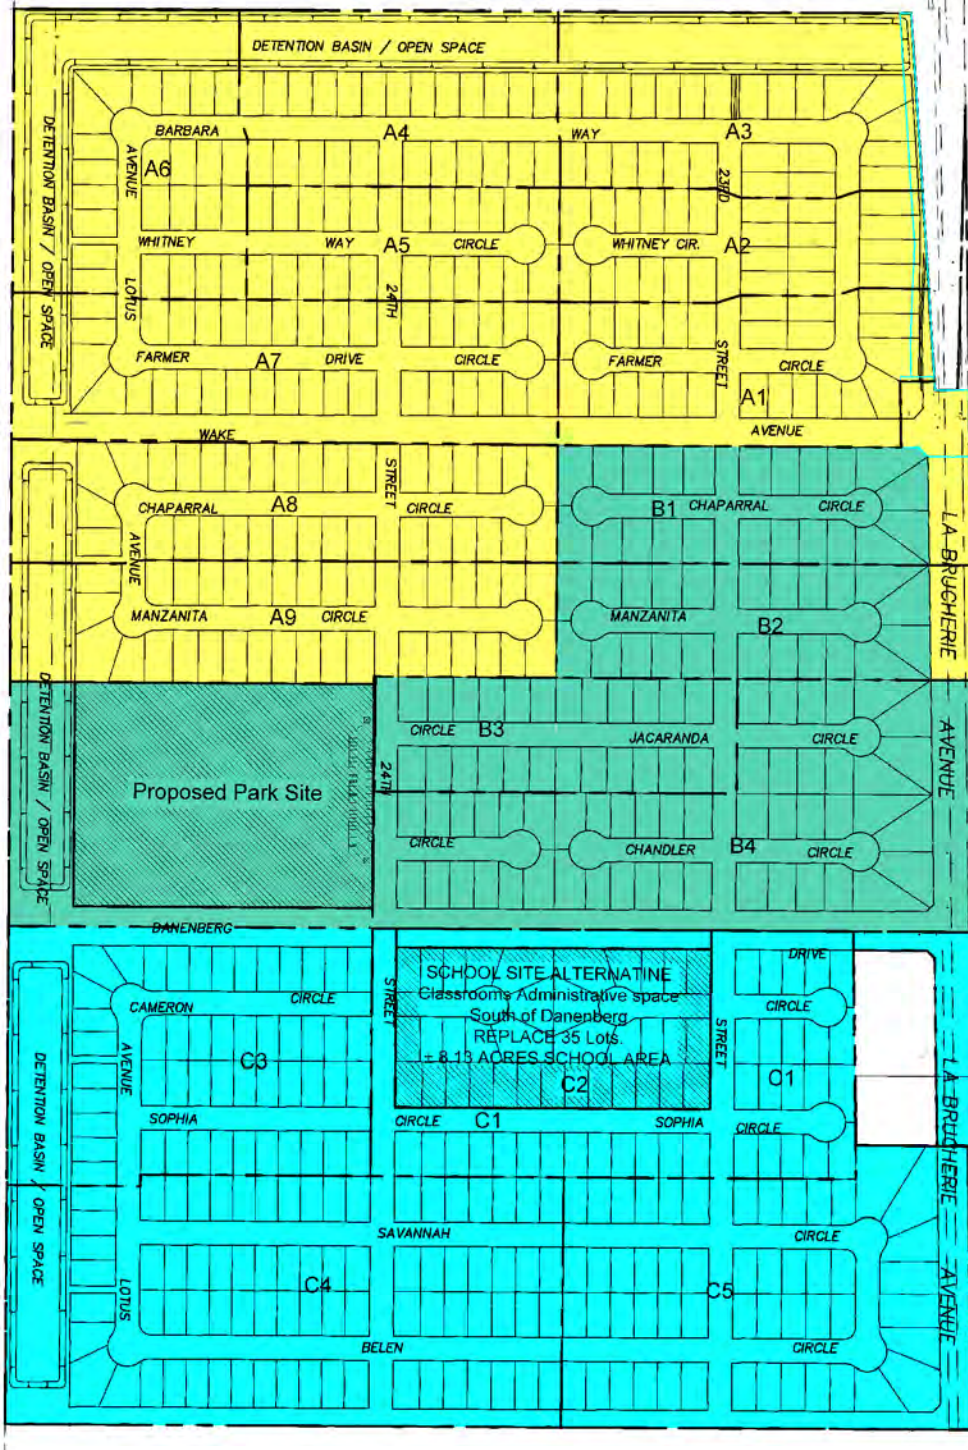 DETENTION BASIN / OPEN SPACE
DETENTION BASIN / OPEN SPACE
BARBARA A4 WAY A3
AVENUE A6 23RD
WHITNEY WAY A5 CIRCLE WHITNEY CIR. A2
LOTUS 24TH
FARMER A7 DRIVE CIRCLE FARMER STREET CIRCLE
A1
WAKE AVENUE
STREET
CHAPARRAL A8 CIRCLE B1 CHAPARRAL CIRCLE
AVENUE
LA BRUCHERIE AVENUE
MANZANITA A9 CIRCLE MANZANITA B2
DETENTION BASIN / OPEN SPACE
CIRCLE B3 JACARANDA CIRCLE
24TH
Proposed Park Site
CIRCLE CHANDLER B4 CIRCLE
DANENBERG DRIVE
SCHOOL SITE ALTERNATINE
Classrooms Administrative space
South of Danenberg
REPLACE 35 Lots.
± 8.13 ACRES SCHOOL AREA
C2
CAMERON CIRCLE STREET CIRCLE
AVENUE STREET
C3 C1
DETENTION BASIN / OPEN SPACE
LA BRUCHERIE AVENUE
SOPHIA CIRCLE C1 SOPHIA CIRCLE
SAVANNAH CIRCLE
LOTUS C4 C5
BELEN CIRCLE